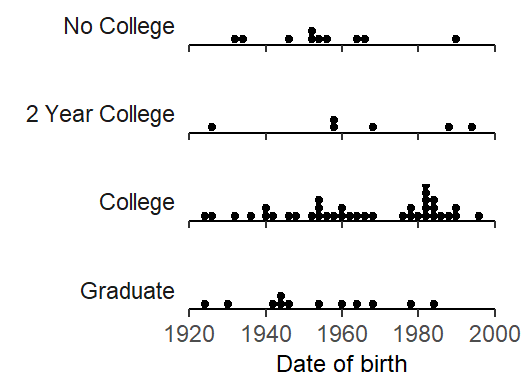 No College
2 Year College
College
Graduate
1920 1940 1960 1980 2000
Date of birth